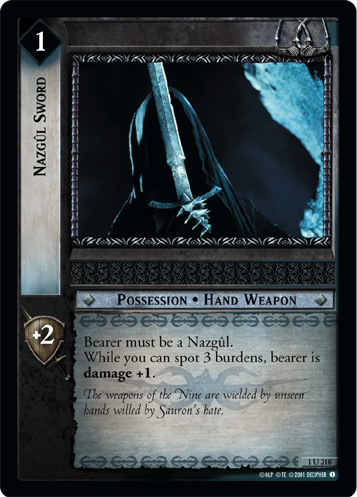 1
NAZGÛL SWORD
POSSESSION • HAND WEAPON
+2
Bearer must be a Nazgûl.
While you can spot 3 burdens, bearer is
damage +1.
The weapons of the Nine are wielded by unseen
hands willed by Sauron's hate.
1 U 218
©NLP ©TE ©2001 DECIPHER 1